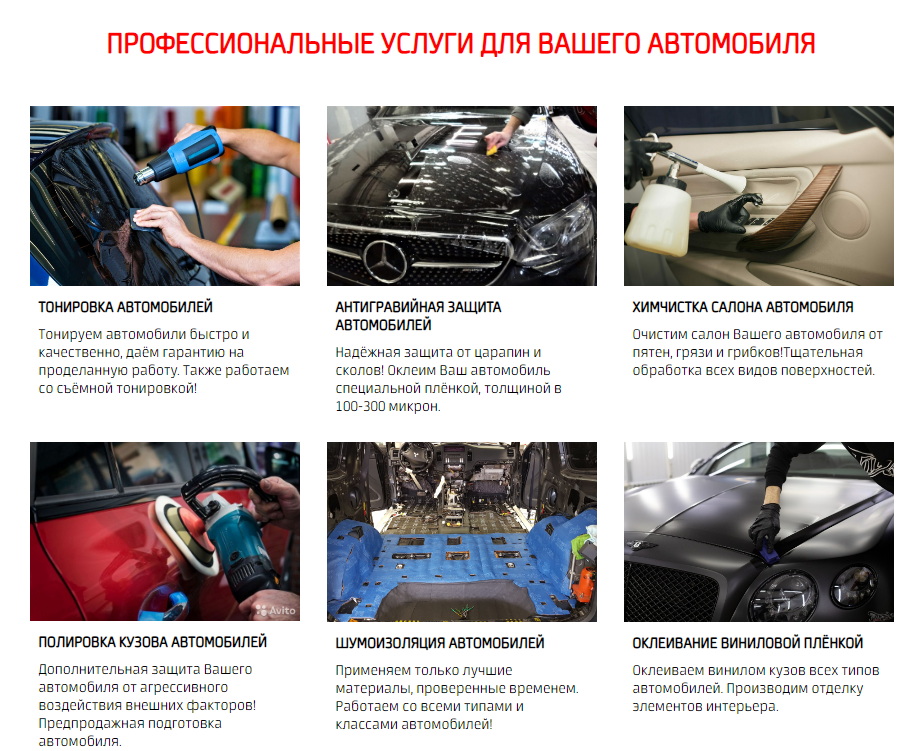 ПРОФЕССИОНАЛЬНЫЕ УСЛУГИ ДЛЯ ВАШЕГО АВТОМОБИЛЯ
ТОНИРОВКА АВТОМОБИЛЕЙ
Тонируем автомобили быстро и
качественно, даём гарантию на
проделанную работу. Также работаем
со съёмной тонировкой!
АНТИГРАВИЙНАЯ ЗАЩИТА
АВТОМОБИЛЕЙ
Надёжная защита от царапин и
сколов! Оклеим Ваш автомобиль
специальной плёнкой, толщиной в
100-300 микрон.
ХИМЧИСТКА САЛОНА АВТОМОБИЛЯ
Очистим салон Вашего автомобиля от
пятен, грязи и грибков!Тщательная
обработка всех видов поверхностей.
Avito
ПОЛИРОВКА КУЗОВА АВТОМОБИЛЕЙ
Дополнительная защита Вашего
автомобиля от агрессивного
воздействия внешних факторов!
Предпродажная подготовка
автомобиля.
ШУМОИЗОЛЯЦИЯ АВТОМОБИЛЕЙ
Применяем только лучшие
материалы, проверенные временем.
Работаем со всеми типами и
классами автомобилей!
ОКЛЕИВАНИЕ ВИНИЛОВОЙ ПЛЁНКОЙ
Оклеиваем винилом кузов всех типов
автомобилей. Производим отделку
элементов интерьера.